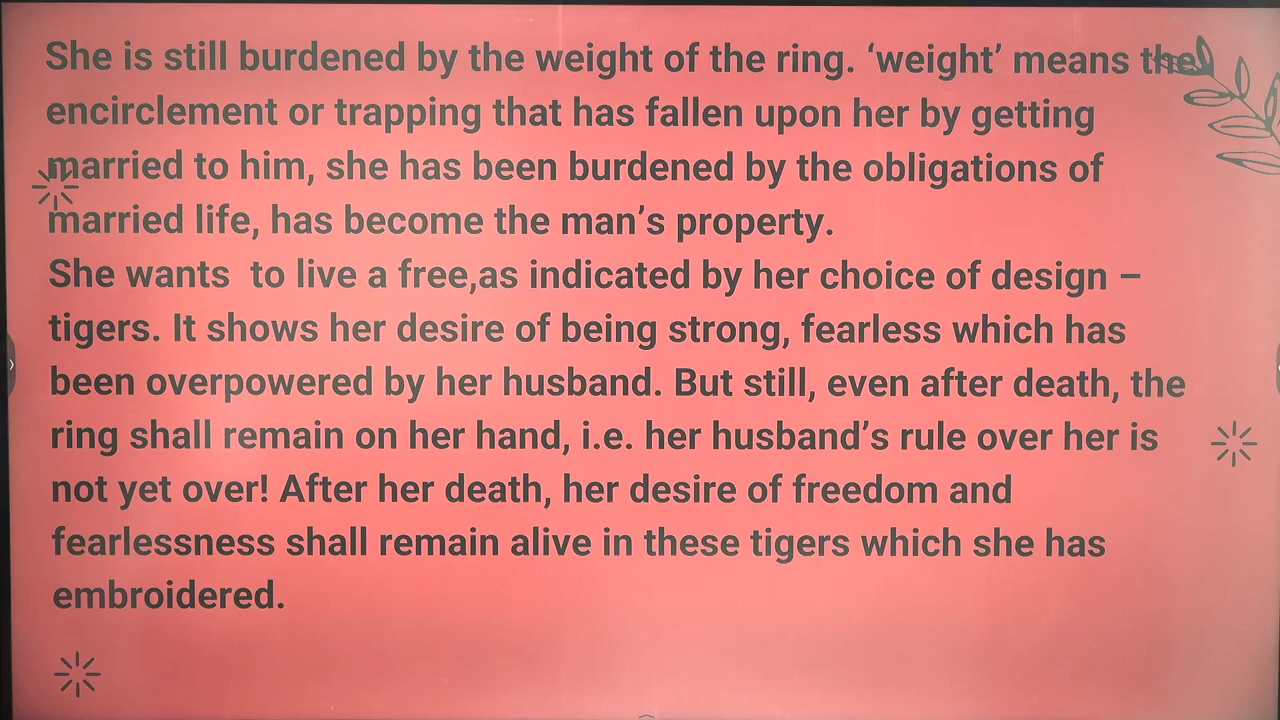 She is still burdened by the weight of the ring. ‘weight’ means the
encirclement or trapping that has fallen upon her by getting
married to him, she has been burdened by the obligations of
married life, has become the man’s property.
She wants  to live a free,as indicated by her choice of design –
tigers. It shows her desire of being strong, fearless which has
been overpowered by her husband. But still, even after death, the
ring shall remain on her hand, i.e. her husband’s rule over her is
not yet over! After her death, her desire of freedom and
fearlessness shall remain alive in these tigers which she has
embroidered.